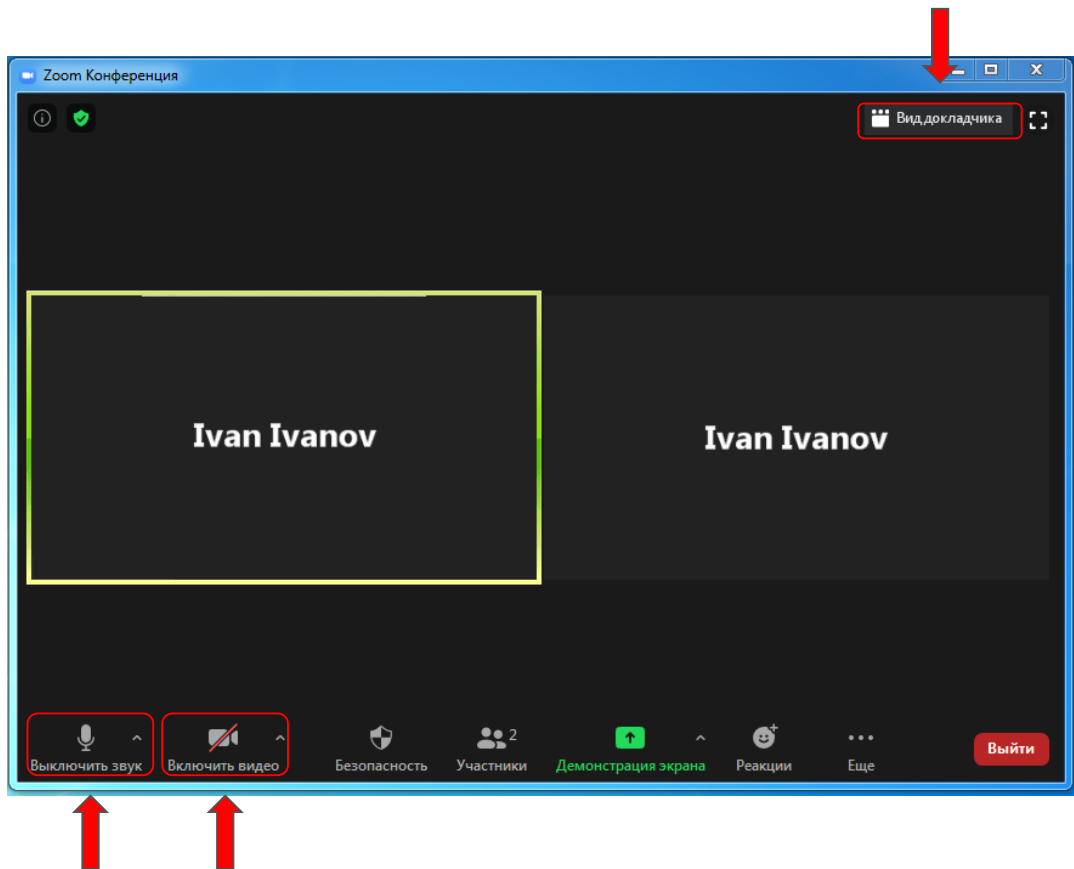 Zoom Конференция
Вид докладчика
Ivan Ivanov
Ivan Ivanov
2
Выключить звук
Включить видео
Безопасность
Участники
Демонстрация экрана
Реакции
Еще
Выйти